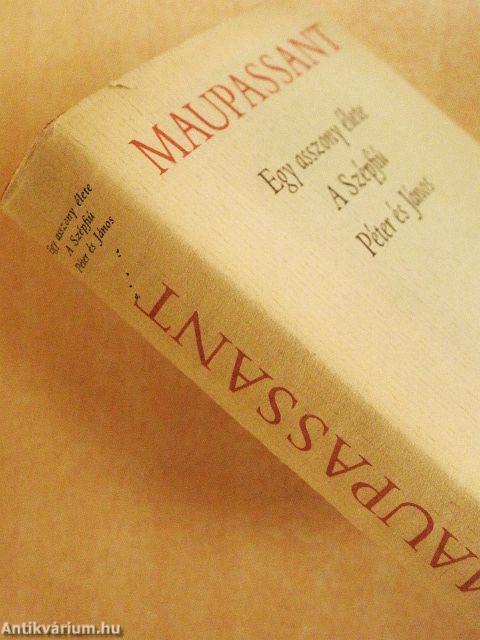 MAUPASSANT
Egy asszony élete
A Szépfiú
Péter és János
Egy asszony élete
A Szépfiú
Péter és János
MAUPASSANT
Antikvárium.hu